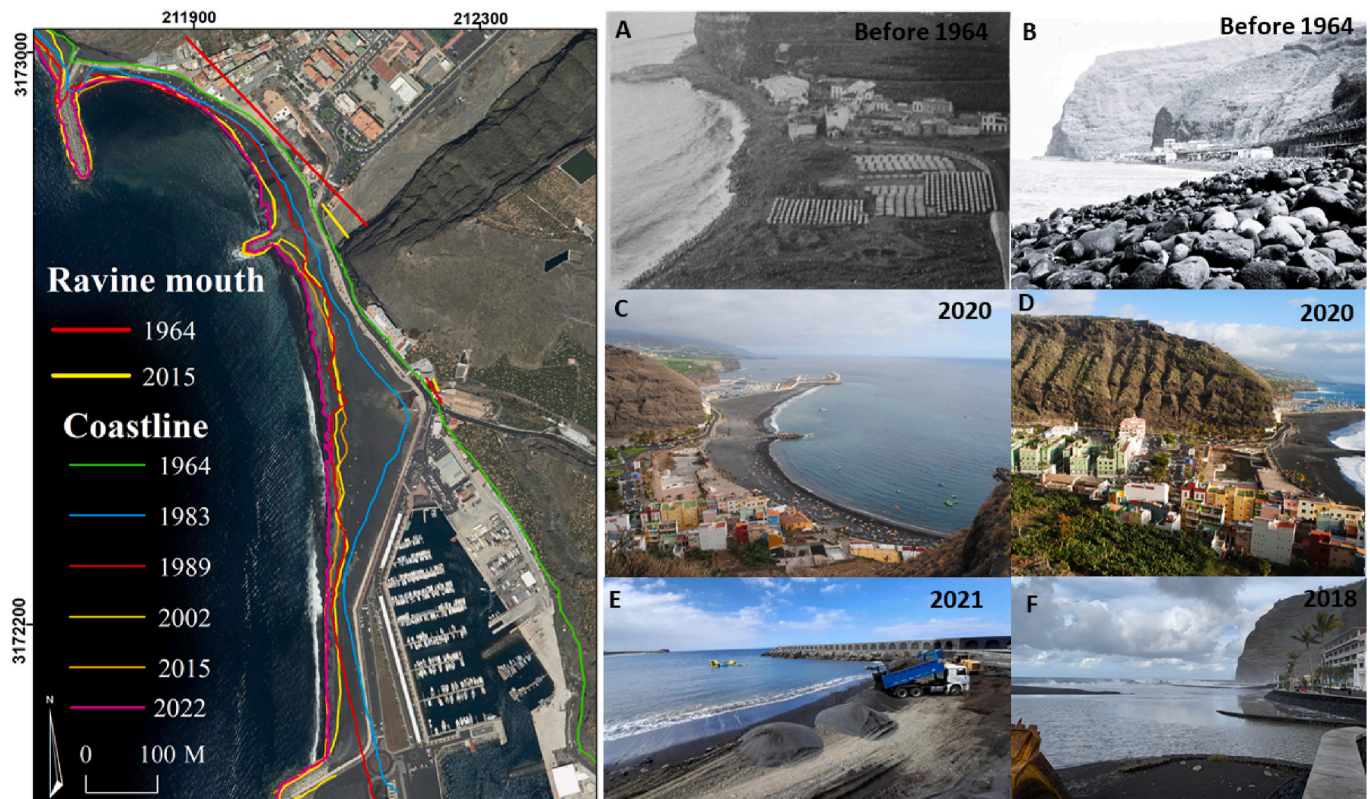 211900
212300
3173000
3172200
Ravine mouth
1964
2015
Coastline
1964
1983
1989
2002
2015
2022
N
0 100 M
A
Before 1964
B
Before 1964
C
2020
D
2020
E
2021
F
2018